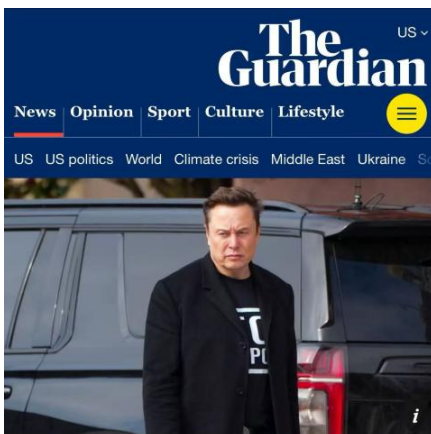 The
Guardian
US
News Opinion Sport Culture Lifestyle
US US politics World Climate crisis Middle East Ukraine
i